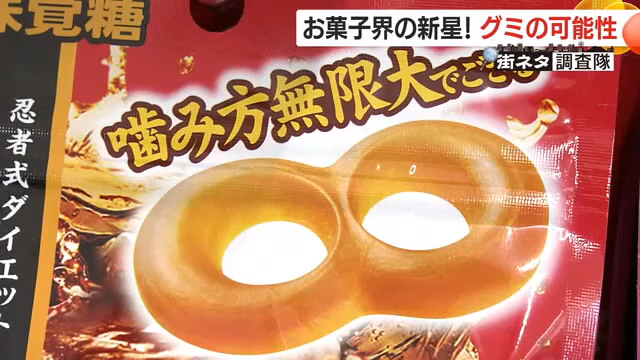 お菓子界の新星!グミの可能性
街ネタ調査隊
味覚糖
噛み方無限大でござる
忍者式ダイエット